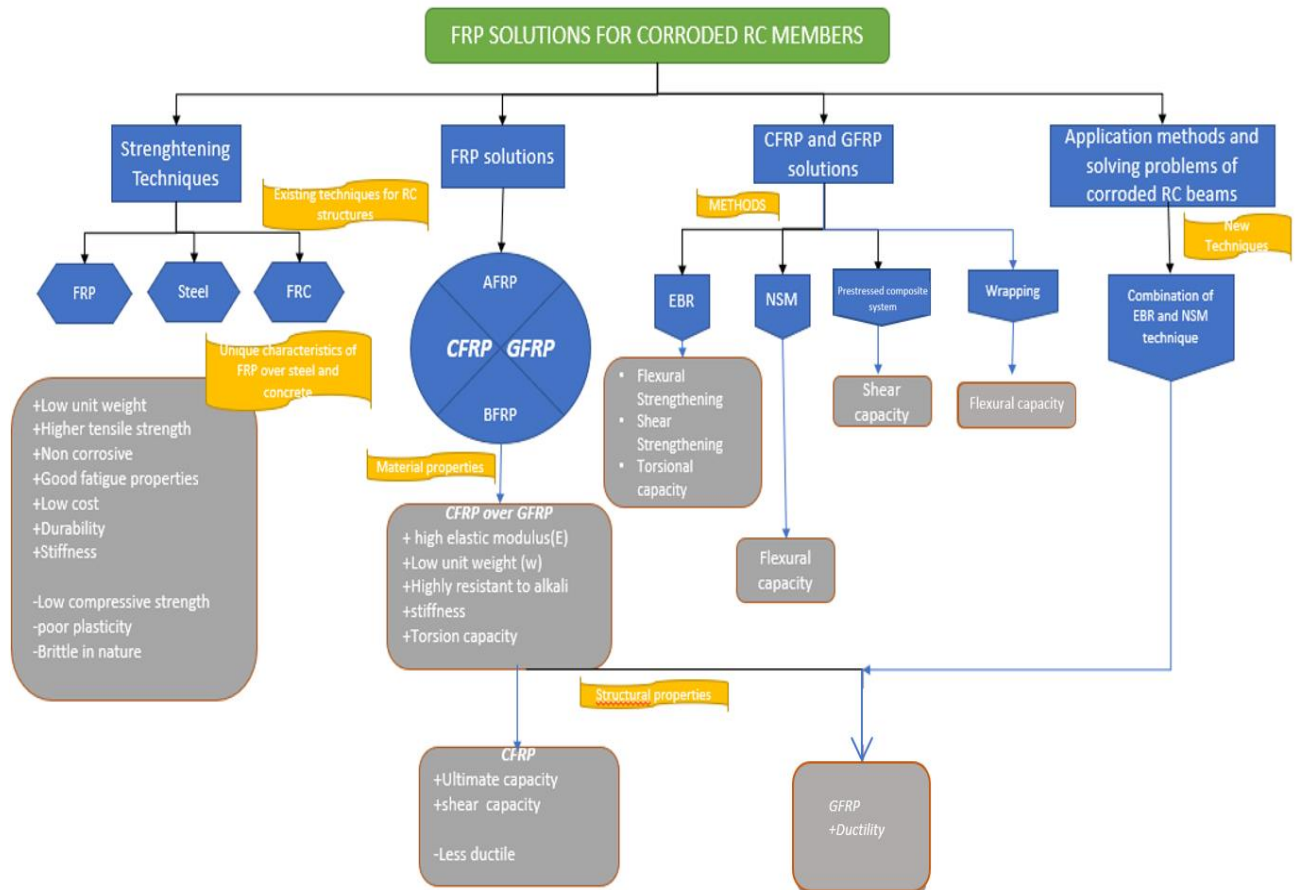 FRP SOLUTIONS FOR CORRODED RC MEMBERS
Strenghtening
Techniques
FRP solutions
CFRP and GFRP
solutions
Application methods and
solving problems of
corroded RC beams
Existing techniques for RC
structures
METHODS
New
Techniques
FRP
Steel
FRC
AFRP
CFRP
GFRP
BFRP
EBR
NSM
Prestressed composite
system
Wrapping
Combination of
EBR and NSM
technique
Unique characteristics of
FRP over steel and
concrete
+Low unit weight
+Higher tensile strength
+Non corrosive
+Good fatigue properties
+Low cost
+Durability
+Stiffness
-Low compressive strength
-poor plasticity
-Brittle in nature
Material properties
CFRP over GFRP
+ high elastic modulus(E)
+Low unit weight (w)
+Highly resistant to alkali
+stiffness
+Torsion capacity
• Flexural
Strengthening
• Shear
Strengthening
• Torsional
capacity
Flexural
capacity
Shear
capacity
Flexural capacity
Structural properties
CFRP
+Ultimate capacity
+shear capacity
-Less ductile
GFRP
+Ductility